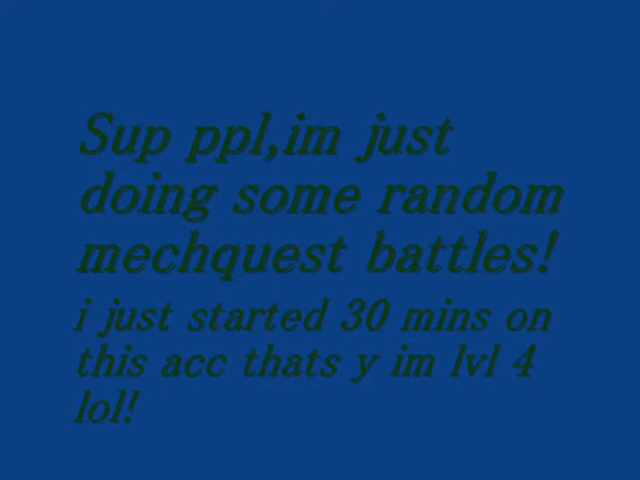 Sup ppl,im just
doing some random
mechquest battles!
i just started 30 mins on
this acc thats y im lvl 4
lol!